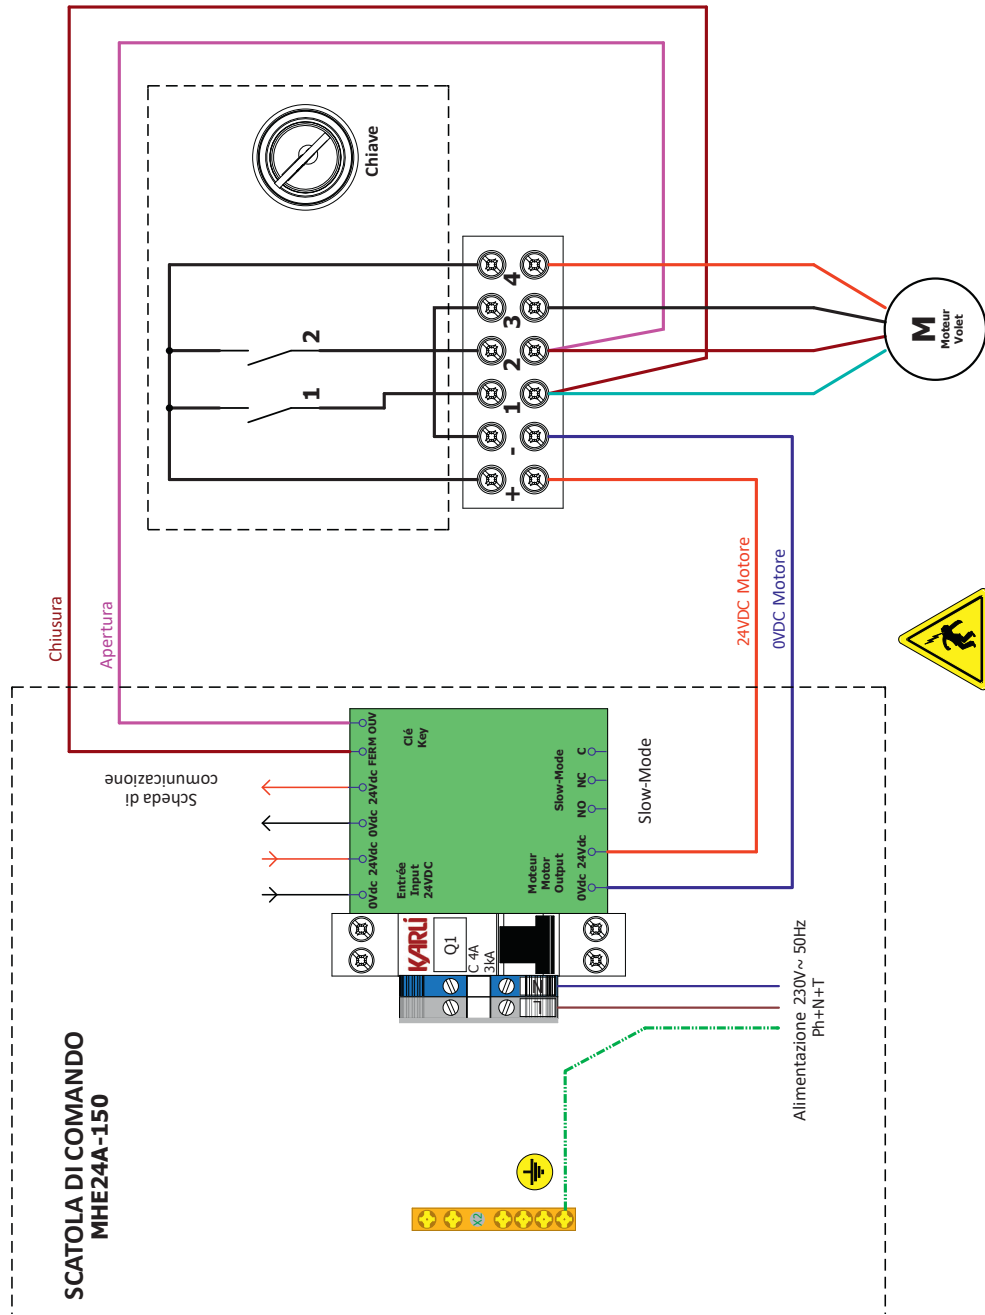 SCATOLA DI COMANDO
MHE24A-150
Chiusura
Apertura
Scheda di
comunicazione
Chiave
1
2
+
-
1
2
3
4
M
Moteur
Volet
24VDC Motore
0VDC Motore
0Vdc 24Vdc 0Vdc 24Vdc FERM OUV
Entrée
Input
24VDC
Clé
Key
Moteur
Motor
Output
Slow-Mode
0Vdc 24Vdc
NO NC C
Slow-Mode
KARLi
Q1
C 4A
3kA
L
N
X2
Alimentazione 230V~ 50Hz
Ph+N+T